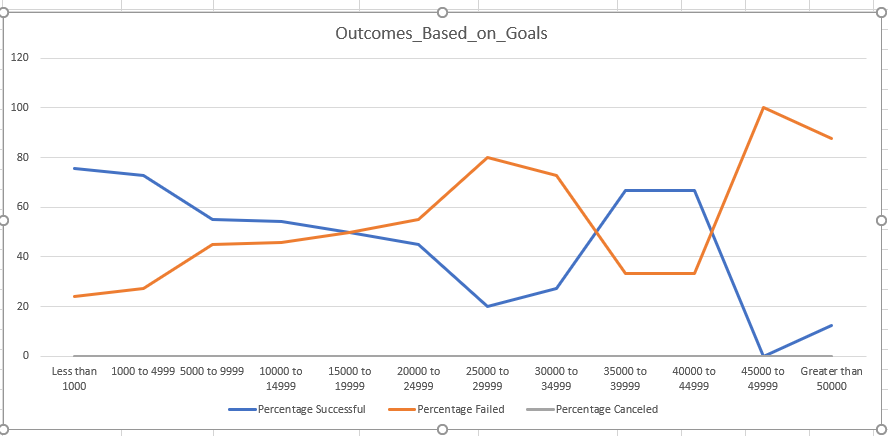 Outcomes_Based_on_Goals
120
100
80
60
40
20
0
Less than 1000 to 4999 5000 to 9999 10000 to 15000 to 20000 to 25000 to 30000 to 35000 to 40000 to 45000 to Greater than
1000 14999 19999 24999 29999 34999 39999 44999 49999 50000
Percentage Successful Percentage Failed Percentage Canceled